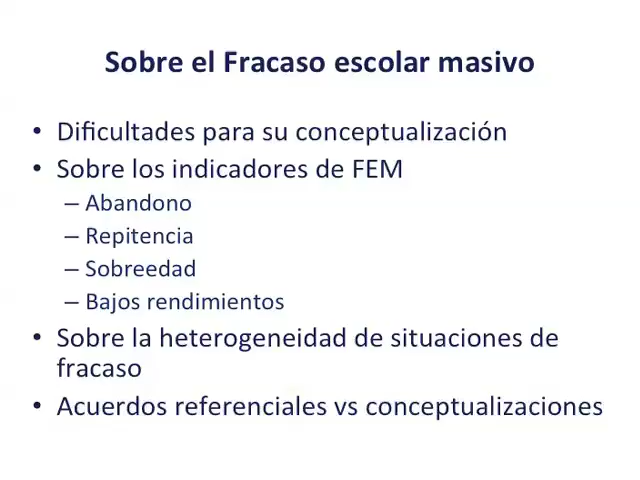 Sobre el Fracaso escolar masivo
• Dificultades para su conceptualización
• Sobre los indicadores de FEM
– Abandono
– Repitencia
– Sobreedad
– Bajos rendimientos
• Sobre la heterogeneidad de situaciones de
fracaso
• Acuerdos referenciales vs conceptualizaciones